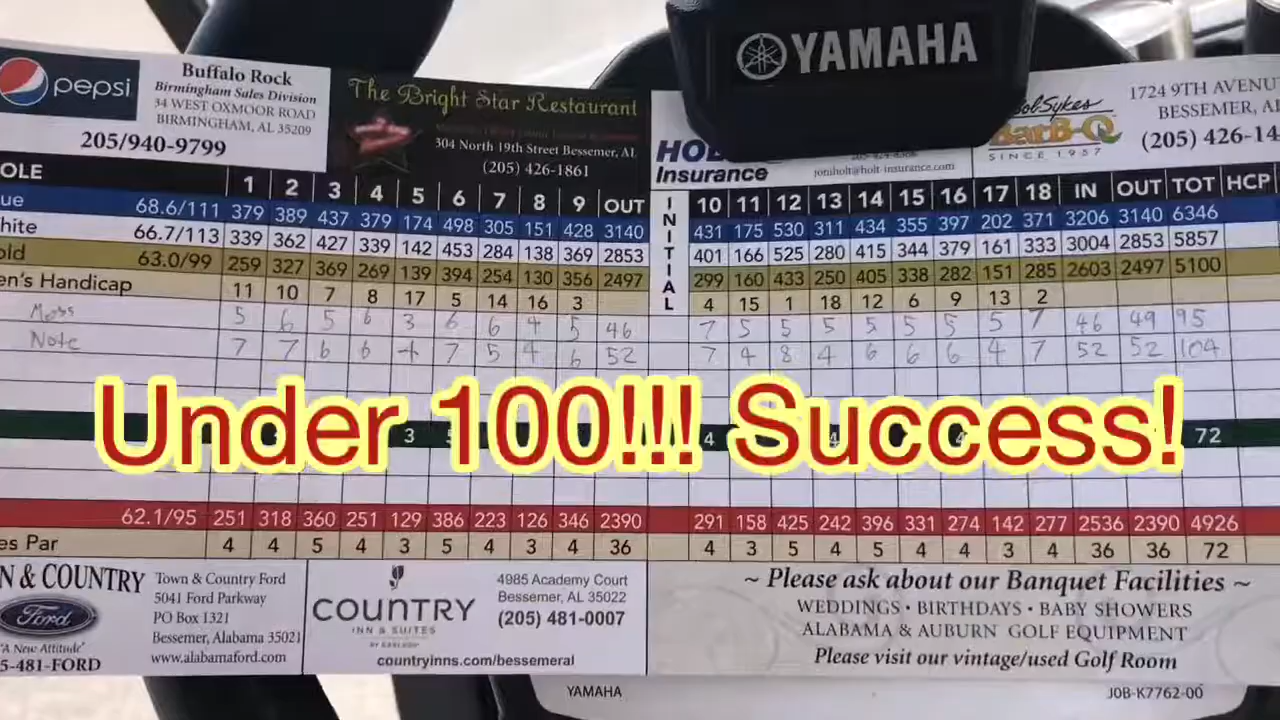 YAMAHA
pepsi
Buffalo Rock
Birmingham Sales Division
34 WEST OXMOOR ROAD
BIRMINGHAM, AL 35209
205/940-9799
The Bright Star Restaurant
304 North 19th Street Bessemer, AL
(205) 426-1861
Insurance
joniholt@holt-insurance.com
Bob Sykes
BarB-Q
SINCE 1957
1724 9TH AVENU
BESSEMER, AL
(205) 426-14
OLE 1 2 3 4 5 6 7 8 9 OUT INITIAL 10 11 12 13 14 15 16 17 18 IN OUT TOT HCP
ue 68.6/111 379 389 437 379 174 498 305 151 428 3140 431 175 530 311 434 355 397 202 371 3206 3140 6346
hite 66.7/113 339 362 427 339 142 453 284 138 369 2853 401 166 525 280 415 344 379 161 333 3004 2853 5857
old 63.0/99 259 327 369 269 139 394 254 130 356 2497 299 160 433 250 405 338 282 151 285 2603 2497 5100
en's Handicap 11 10 7 8 17 5 14 16 3 4 15 1 18 12 6 9 13 2
Moss 5 6 5 6 3 6 6 4 5 46 7 5 5 5 5 5 5 5 7 46 49 95
Note 7 7 6 6 4 7 5 4 6 52 7 4 8 4 6 6 6 4 7 52 52 104
Under 100!!! Success!
3 4 72
62.1/95 251 318 360 251 129 386 223 126 346 2390 291 158 425 242 396 331 274 142 277 2536 2390 4926
es Par 4 4 5 4 3 5 4 3 4 36 4 3 5 4 5 4 4 3 4 36 36 72
N & COUNTRY
Ford
"A New Attitude"
5-481-FORD
Town & Country Ford
5041 Ford Parkway
PO Box 1321
Bessemer, Alabama 35021
www.alabamaford.com
COUNTRY
INN & SUITES
4985 Academy Court
Bessemer, AL 35022
(205) 481-0007
countryinns.com/bessemeral
~ Please ask about our Banquet Facilities ~
WEDDINGS • BIRTHDAYS • BABY SHOWERS
ALABAMA & AUBURN GOLF EQUIPMENT
Please visit our vintage/used Golf Room
YAMAHA
J0B-K7762-00